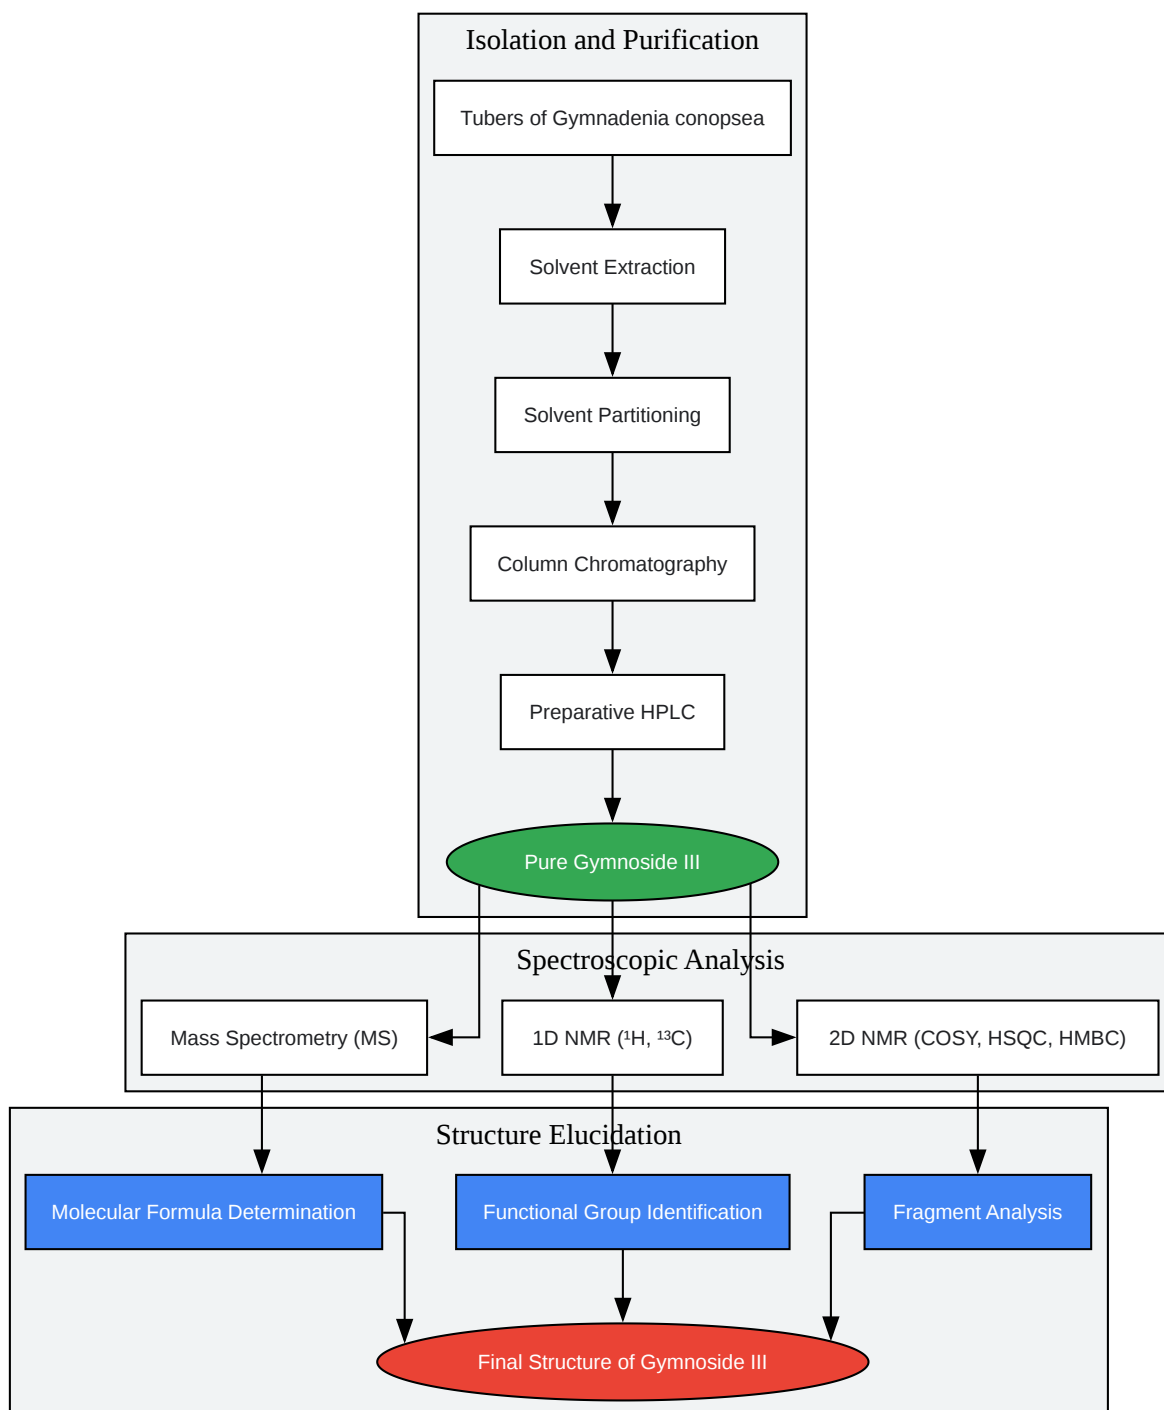 Isolation and Purification
Tubers of Gymnadenia conopsea
Solvent Extraction
Solvent Partitioning
Column Chromatography
Preparative HPLC
Pure Gymnoside III
Spectroscopic Analysis
Mass Spectrometry (MS)
1D NMR (¹H, ¹³C)
2D NMR (COSY, HSQC, HMBC)
Structure Elucidation
Molecular Formula Determination
Functional Group Identification
Fragment Analysis
Final Structure of Gymnoside III